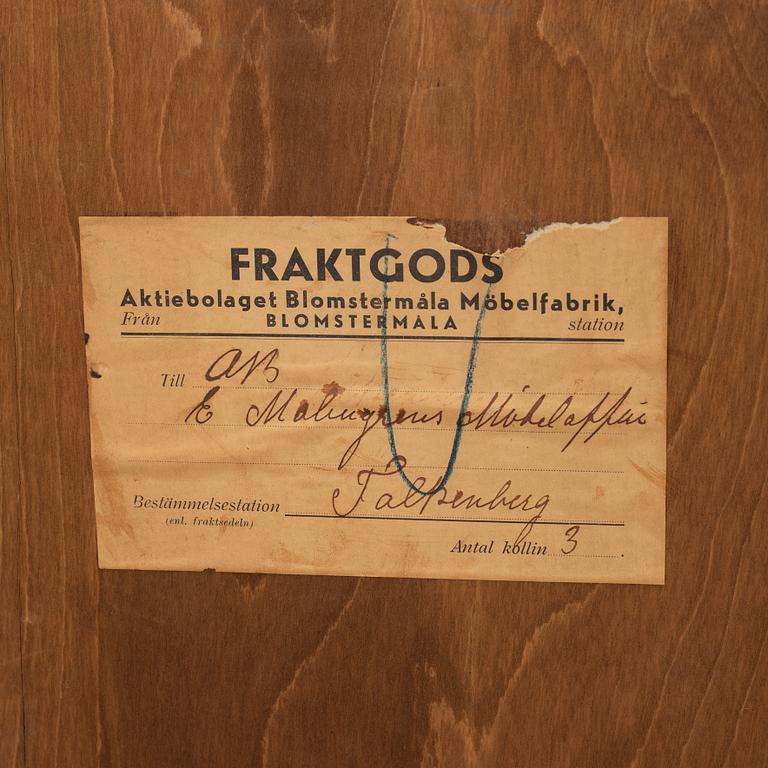 FRAKTGODS
Aktiebolaget Blomstermåla Möbelfabrik,
Från BLOMSTERMÅLA station
Till AB
E Malmgrens Möbelaffär
Bestämmelsestation Falkenberg
(enl. fraktsedeln)
Antal kollin 3.